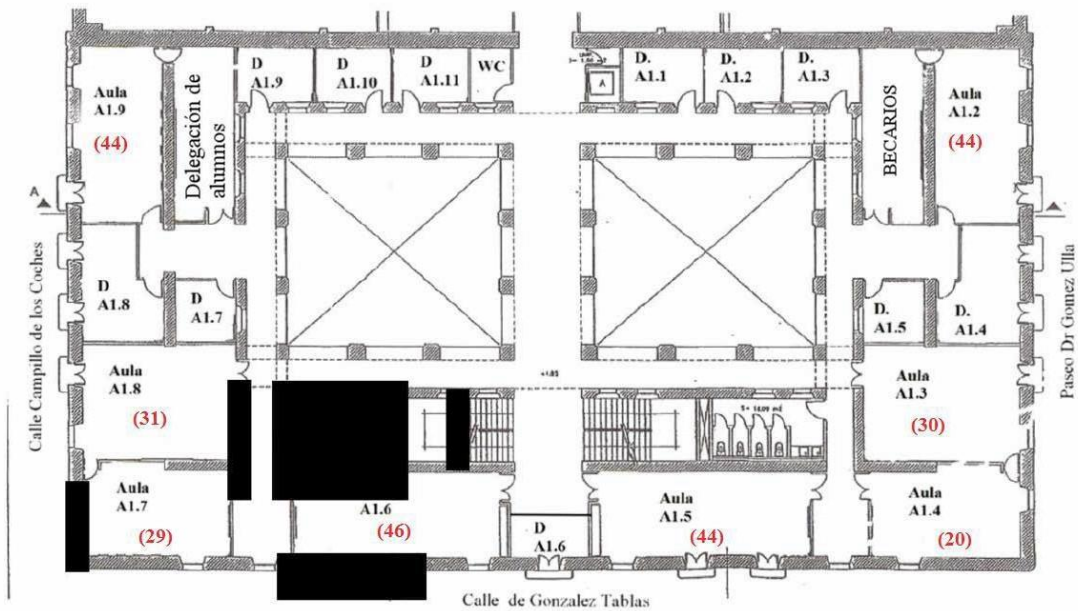 D
A1.9
D
A1.10
D
A1.11
WC
A
D.
A1.1
D.
A1.2
D.
A1.3
Aula
A1.9
(44)
Delegación de
alumnos
BECARIOS
Aula
A1.2
(44)
A
Calle Campillo de los Coches
Paseo Dr Gomez Ulla
D
A1.8
D
A1.7
D.
A1.5
D.
A1.4
Aula
A1.8
(31)
Aula
A1.3
(30)
Aula
A1.7
(29)
A1.6
(46)
D
A1.6
Aula
A1.5
(44)
Aula
A1.4
(20)
Calle de Gonzalez Tablas